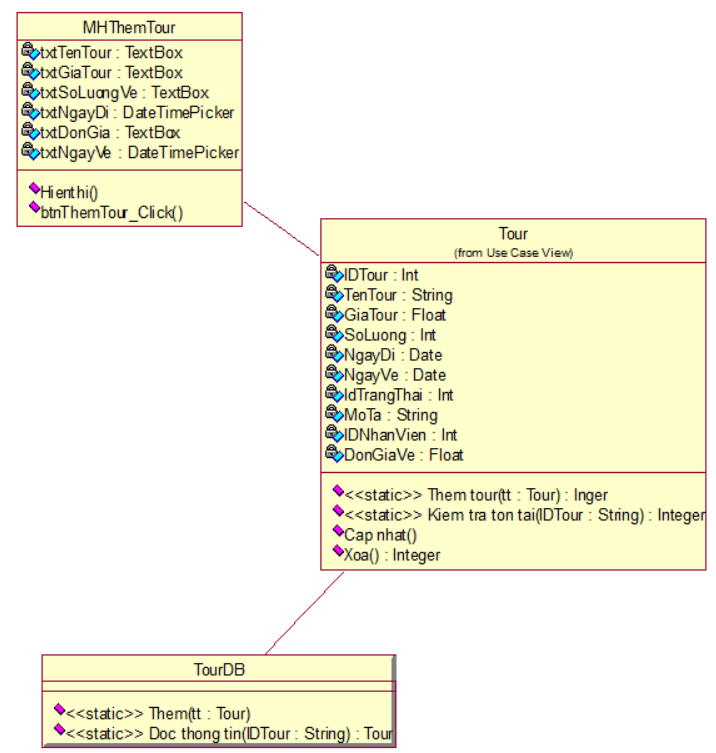 MHThemTour
txtTenTour : TextBox
txtGiaTour : TextBox
txtSoLuongVe : TextBox
txtNgayDi : DateTimePicker
txtDonGia : TextBox
txtNgayVe : DateTimePicker
Hienthi()
btnThemTour_Click()
Tour
(from Use Case View)
IDTour : Int
TenTour : String
GiaTour : Float
SoLuong : Int
NgayDi : Date
NgayVe : Date
IdTrangThai : Int
MoTa : String
IDNhanVien : Int
DonGiaVe : Float
<<static>> Them tour(tt : Tour) : Inger
<<static>> Kiem tra ton tai(IDTour : String) : Integer
Cap nhat()
Xoa() : Integer
TourDB
<<static>> Them(tt : Tour)
<<static>> Doc thong tin(IDTour : String) : Tour